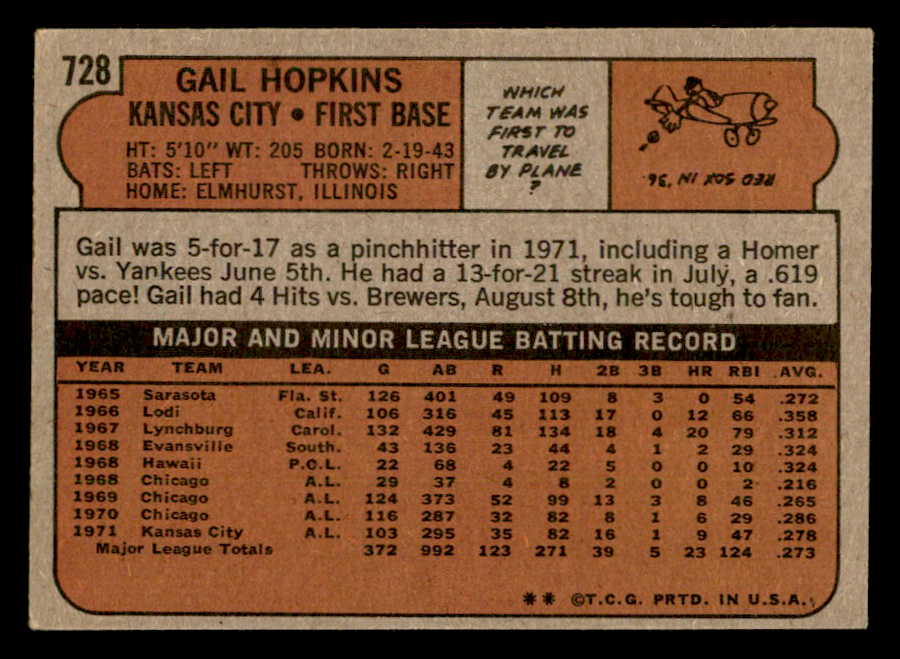 728
GAIL HOPKINS
KANSAS CITY • FIRST BASE
HT: 5'10" WT: 205 BORN: 2-19-43
BATS: LEFT THROWS: RIGHT
HOME: ELMHURST, ILLINOIS
WHICH
TEAM WAS
FIRST TO
TRAVEL
BY PLANE
?
RED SOX IN '36.
Gail was 5-for-17 as a pinchhitter in 1971, including a Homer
vs. Yankees June 5th. He had a 13-for-21 streak in July, a .619
pace! Gail had 4 Hits vs. Brewers, August 8th, he's tough to fan.
MAJOR AND MINOR LEAGUE BATTING RECORD
YEAR TEAM LEA. G AB R H 2B 3B HR RBI AVG.
1965 Sarasota Fla. St. 126 401 49 109 8 3 0 54 .272
1966 Lodi Calif. 106 316 45 113 17 0 12 66 .358
1967 Lynchburg Carol. 132 429 81 134 18 4 20 79 .312
1968 Evansville South. 43 136 23 44 4 1 2 29 .324
1968 Hawaii P.C.L. 22 68 4 22 5 0 0 10 .324
1968 Chicago A.L. 29 37 4 8 2 0 0 2 .216
1969 Chicago A.L. 124 373 52 99 13 3 8 46 .265
1970 Chicago A.L. 116 287 32 82 8 1 6 29 .286
1971 Kansas City A.L. 103 295 35 82 16 1 9 47 .278
Major League Totals 372 992 123 271 39 5 23 124 .273
** ©T.C.G. PRTD. IN U.S.A.